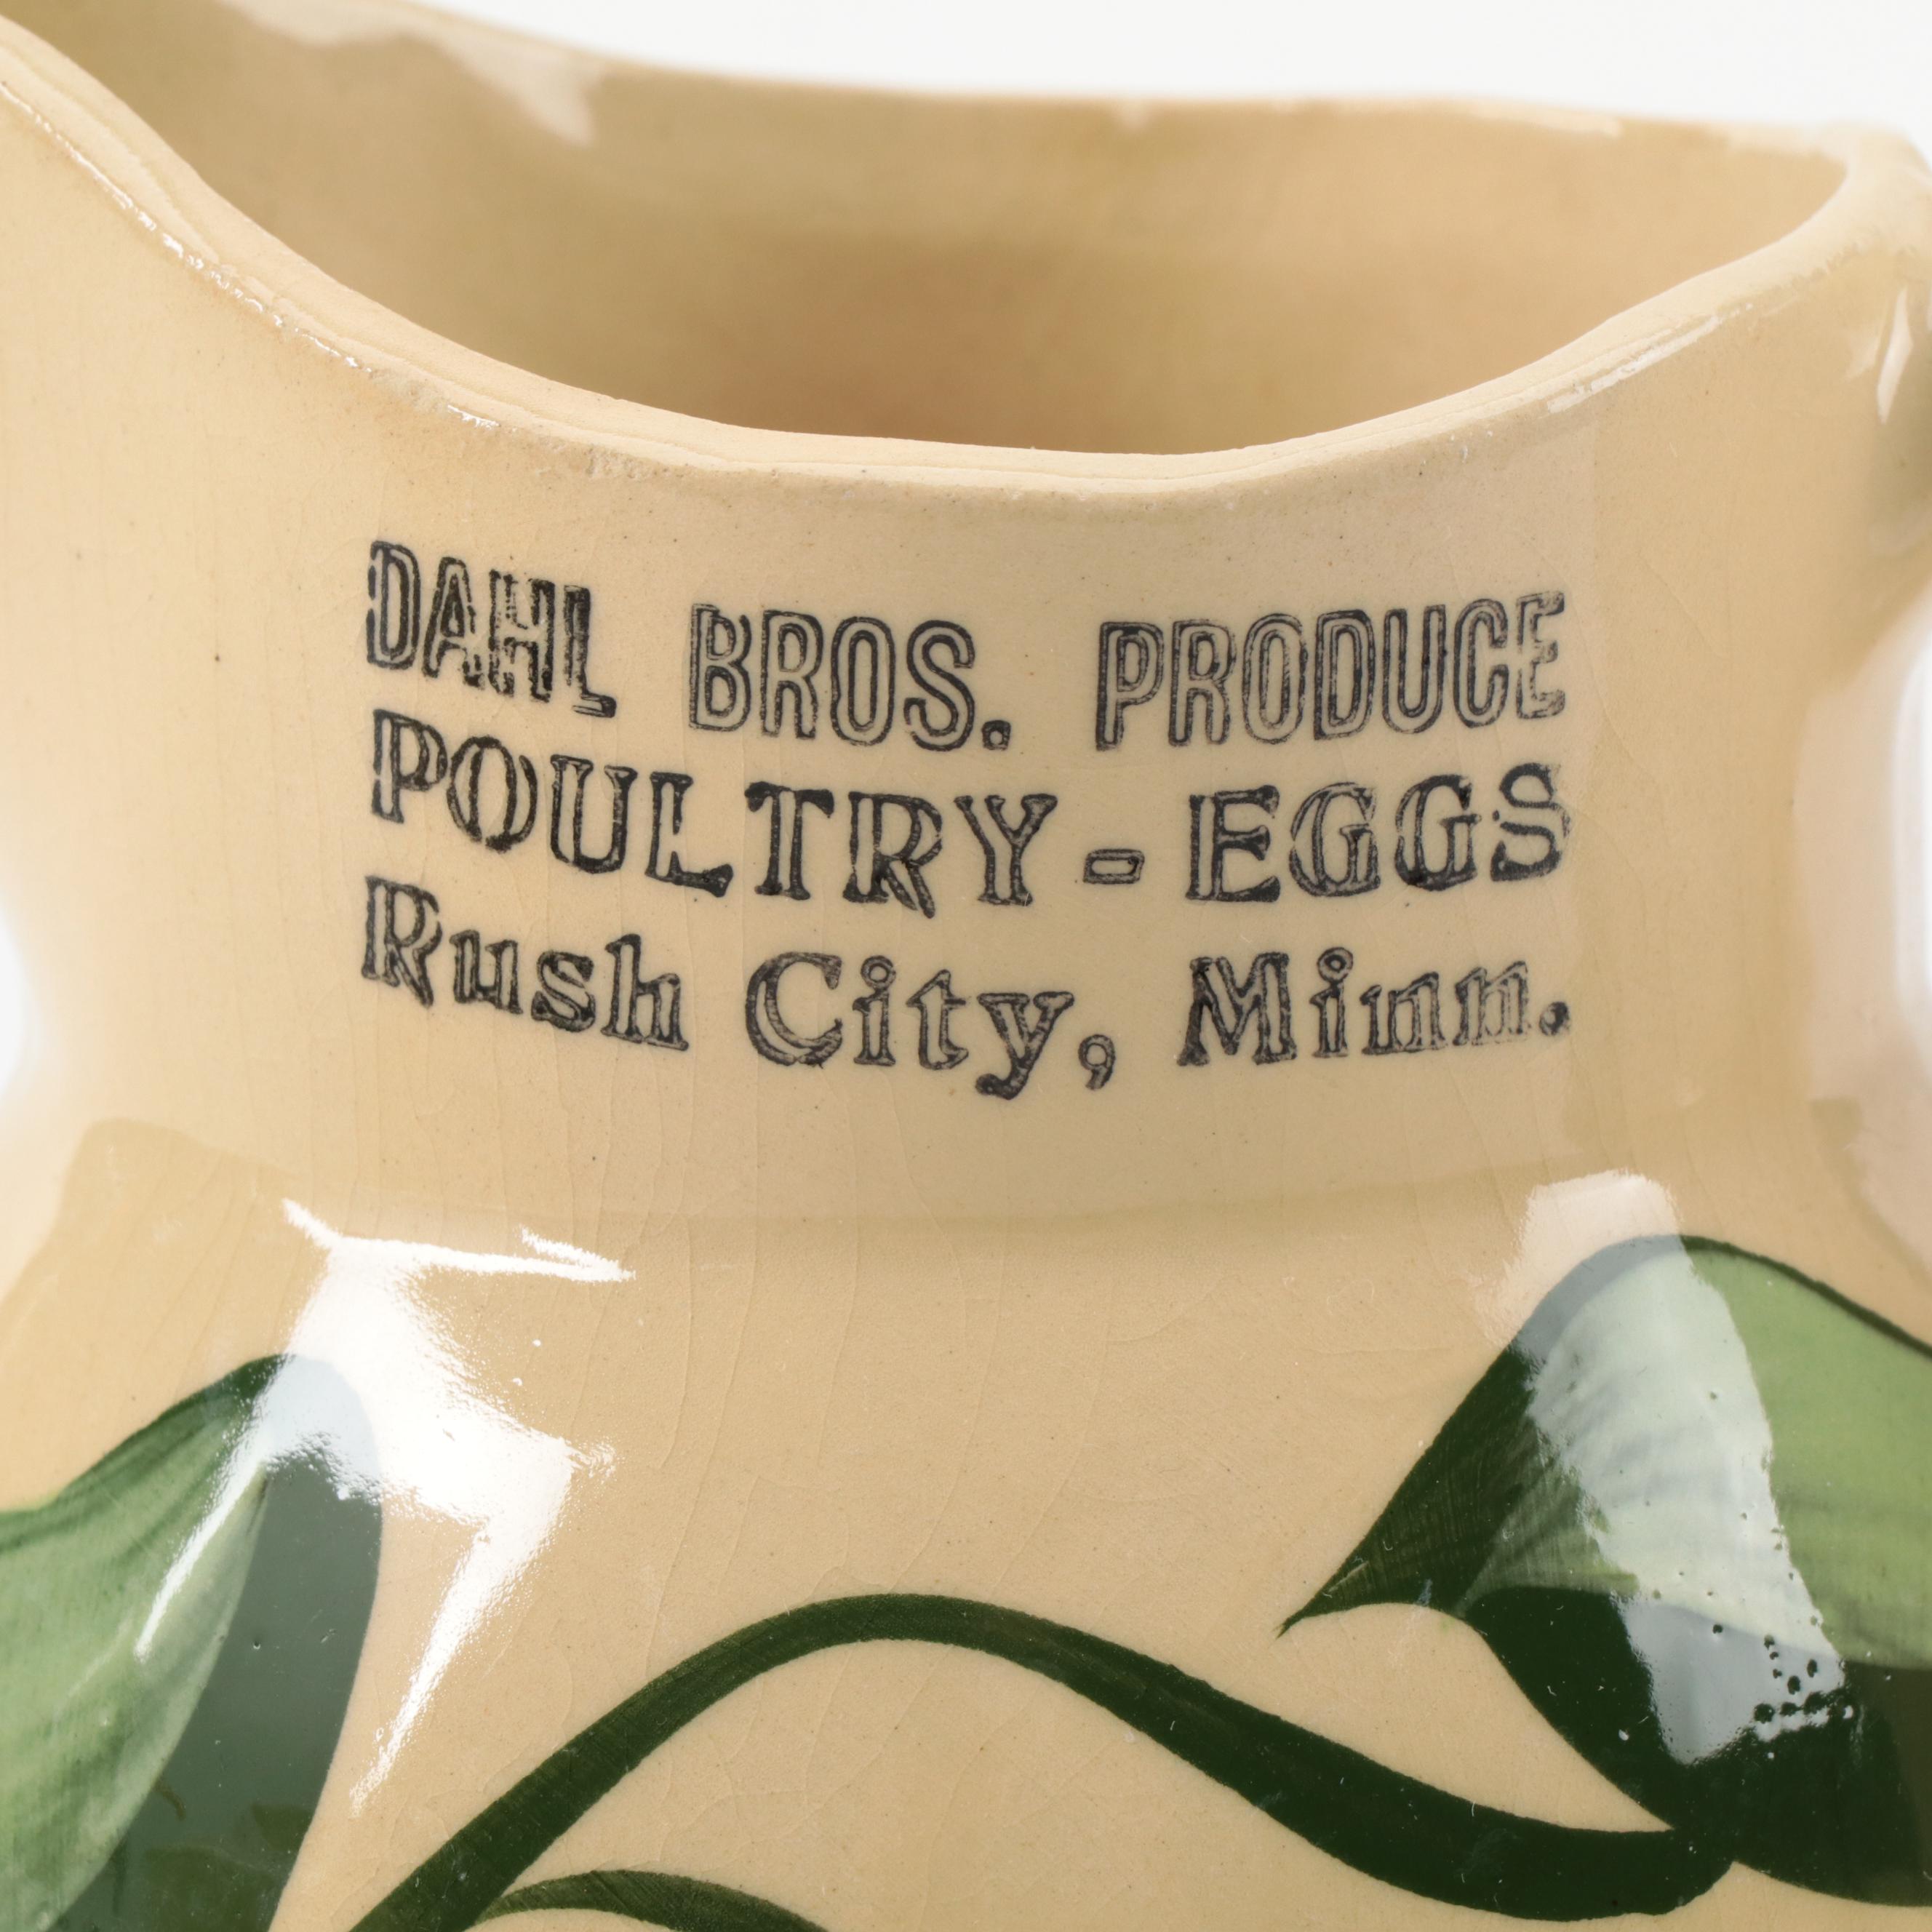 DAHL BROS. PRODUCE
POULTRY - EGGS
Rush City, Minn.